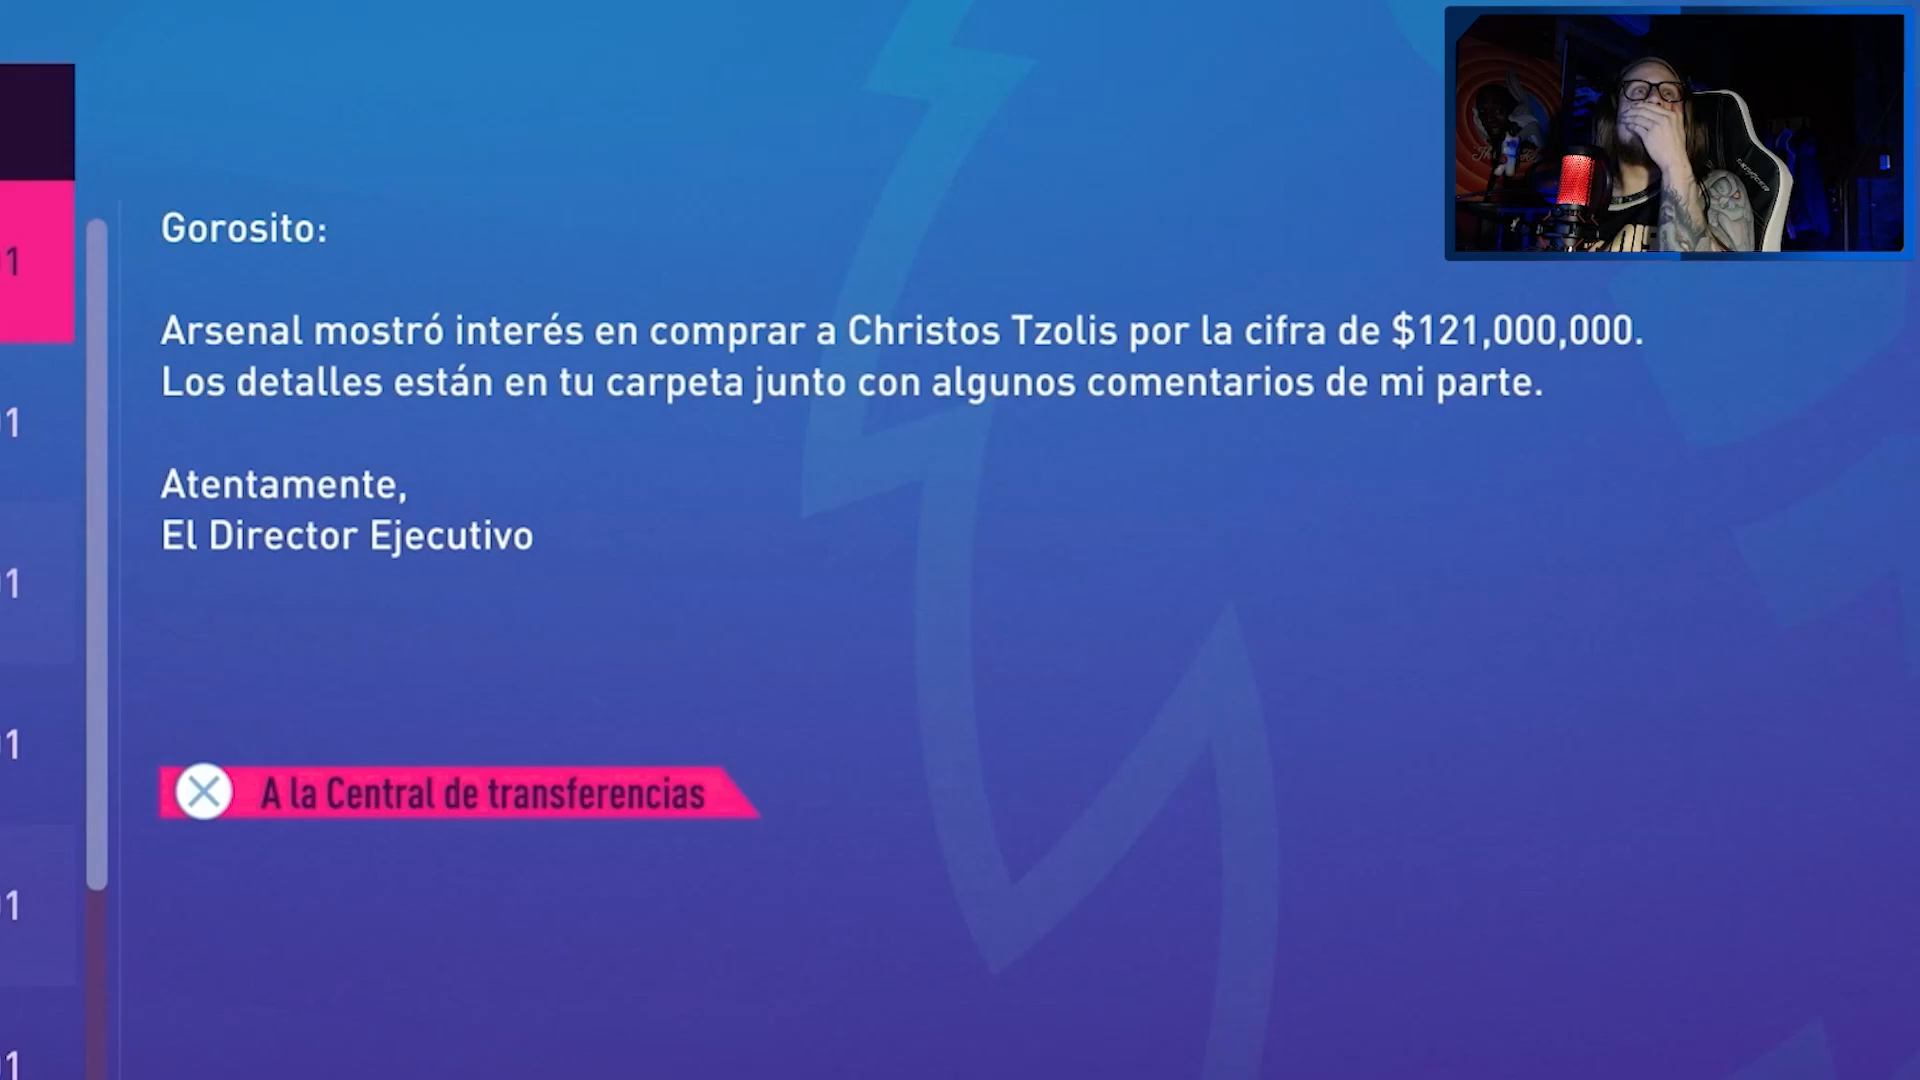 Gorosito:
Arsenal mostró interés en comprar a Christos Tzolis por la cifra de $121,000,000.
Los detalles están en tu carpeta junto con algunos comentarios de mi parte.
Atentamente,
El Director Ejecutivo
A la Central de transferencias